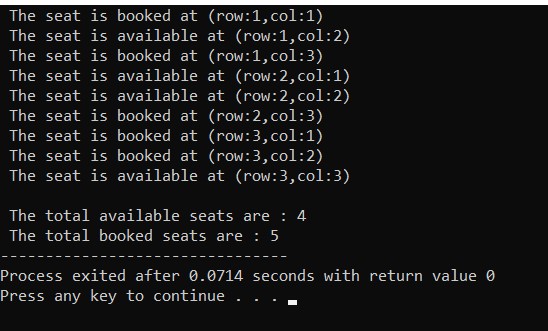 The seat is booked at (row:1,col:1)
The seat is available at (row:1,col:2)
The seat is booked at (row:1,col:3)
The seat is available at (row:2,col:1)
The seat is available at (row:2,col:2)
The seat is booked at (row:2,col:3)
The seat is booked at (row:3,col:1)
The seat is booked at (row:3,col:2)
The seat is available at (row:3,col:3)
The total available seats are : 4
The total booked seats are : 5
--------------------------------
Process exited after 0.0714 seconds with return value 0
Press any key to continue . . .